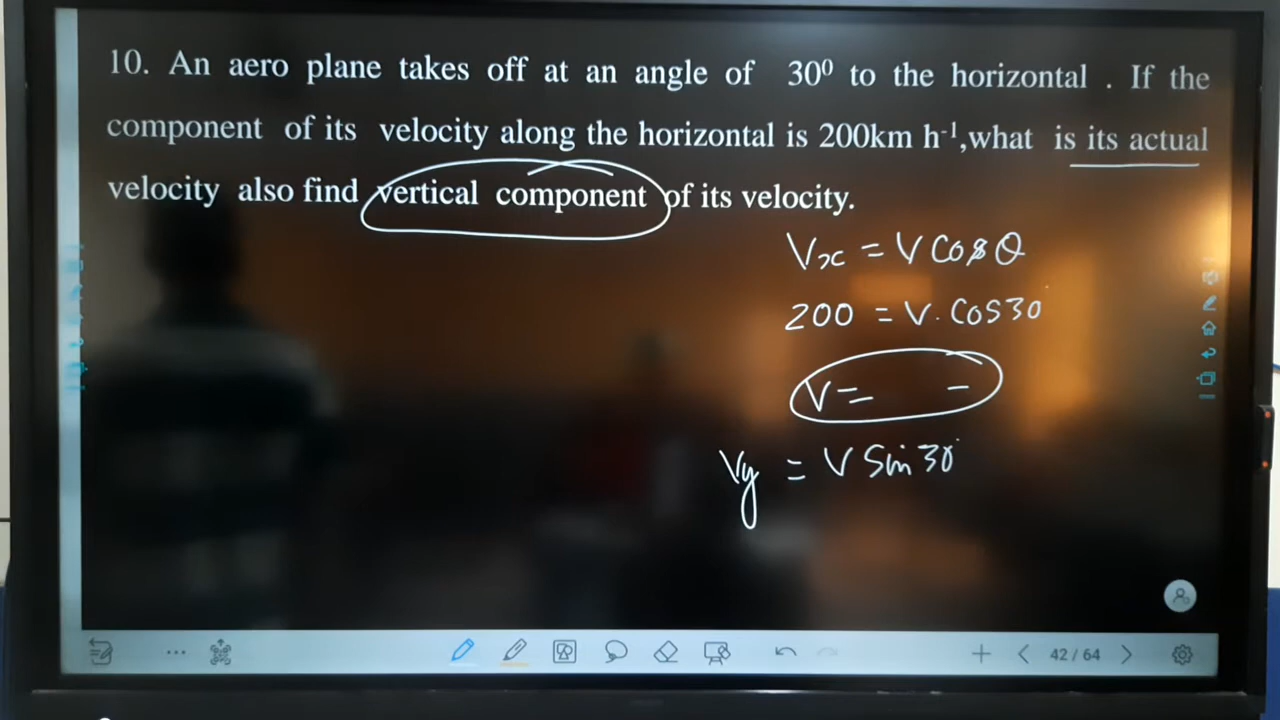 10. An aero plane takes off at an angle of 30⁰ to the horizontal . If the
component of its velocity along the horizontal is 200km h⁻¹,what is its actual
velocity also find vertical component of its velocity.
Vx = V Cosθ
200 = V. Cos30°
V= -
Vy = V Sin 30°
42 / 64